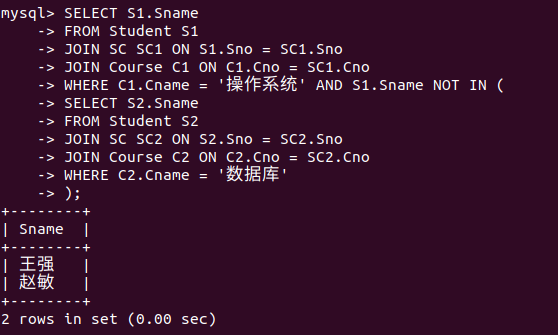 mysql> SELECT S1.Sname
    -> FROM Student S1
    -> JOIN SC SC1 ON S1.Sno = SC1.Sno
    -> JOIN Course C1 ON C1.Cno = SC1.Cno
    -> WHERE C1.Cname = '操作系统' AND S1.Sname NOT IN (
    -> SELECT S2.Sname
    -> FROM Student S2
    -> JOIN SC SC2 ON S2.Sno = SC2.Sno
    -> JOIN Course C2 ON C2.Cno = SC2.Cno
    -> WHERE C2.Cname = '数据库'
    -> );
+--------+
| Sname  |
+--------+
| 王强   |
| 赵敏   |
+--------+
2 rows in set (0.00 sec)